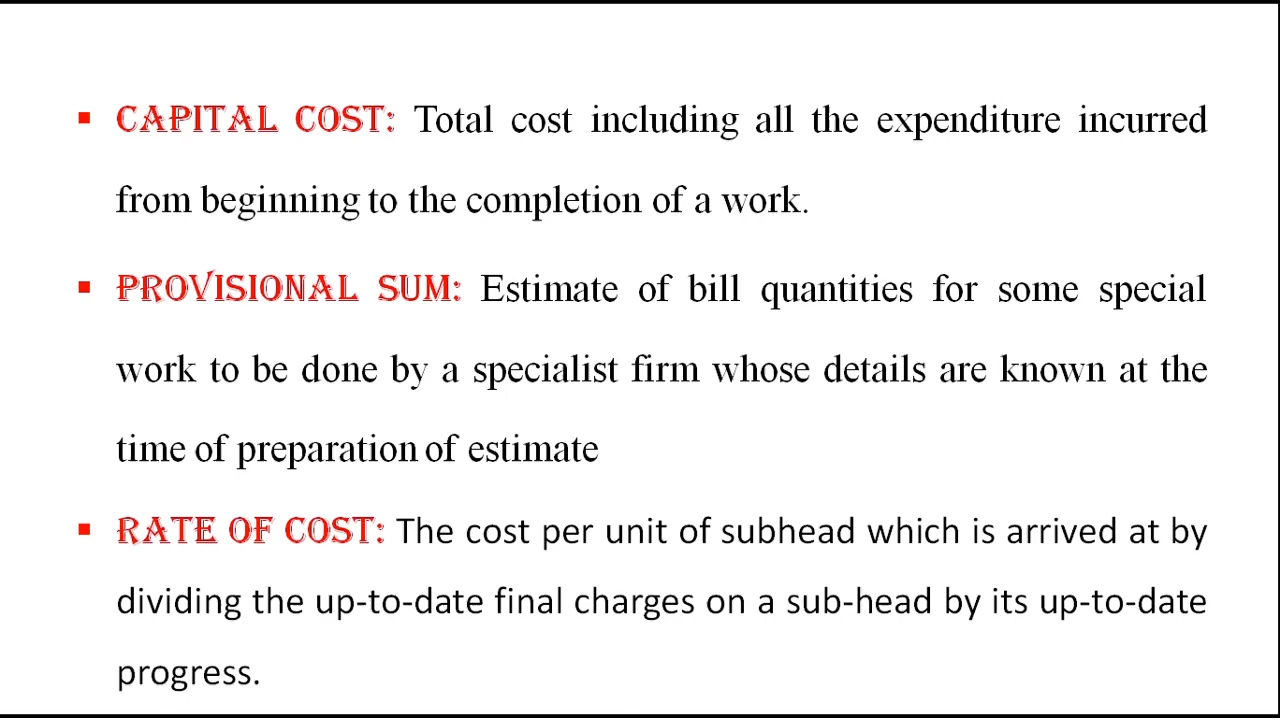 ▪ CAPITAL COST: Total cost including all the expenditure incurred
from beginning to the completion of a work.
▪ PROVISIONAL SUM: Estimate of bill quantities for some special
work to be done by a specialist firm whose details are known at the
time of preparation of estimate
▪ RATE OF COST: The cost per unit of subhead which is arrived at by
dividing the up-to-date final charges on a sub-head by its up-to-date
progress.